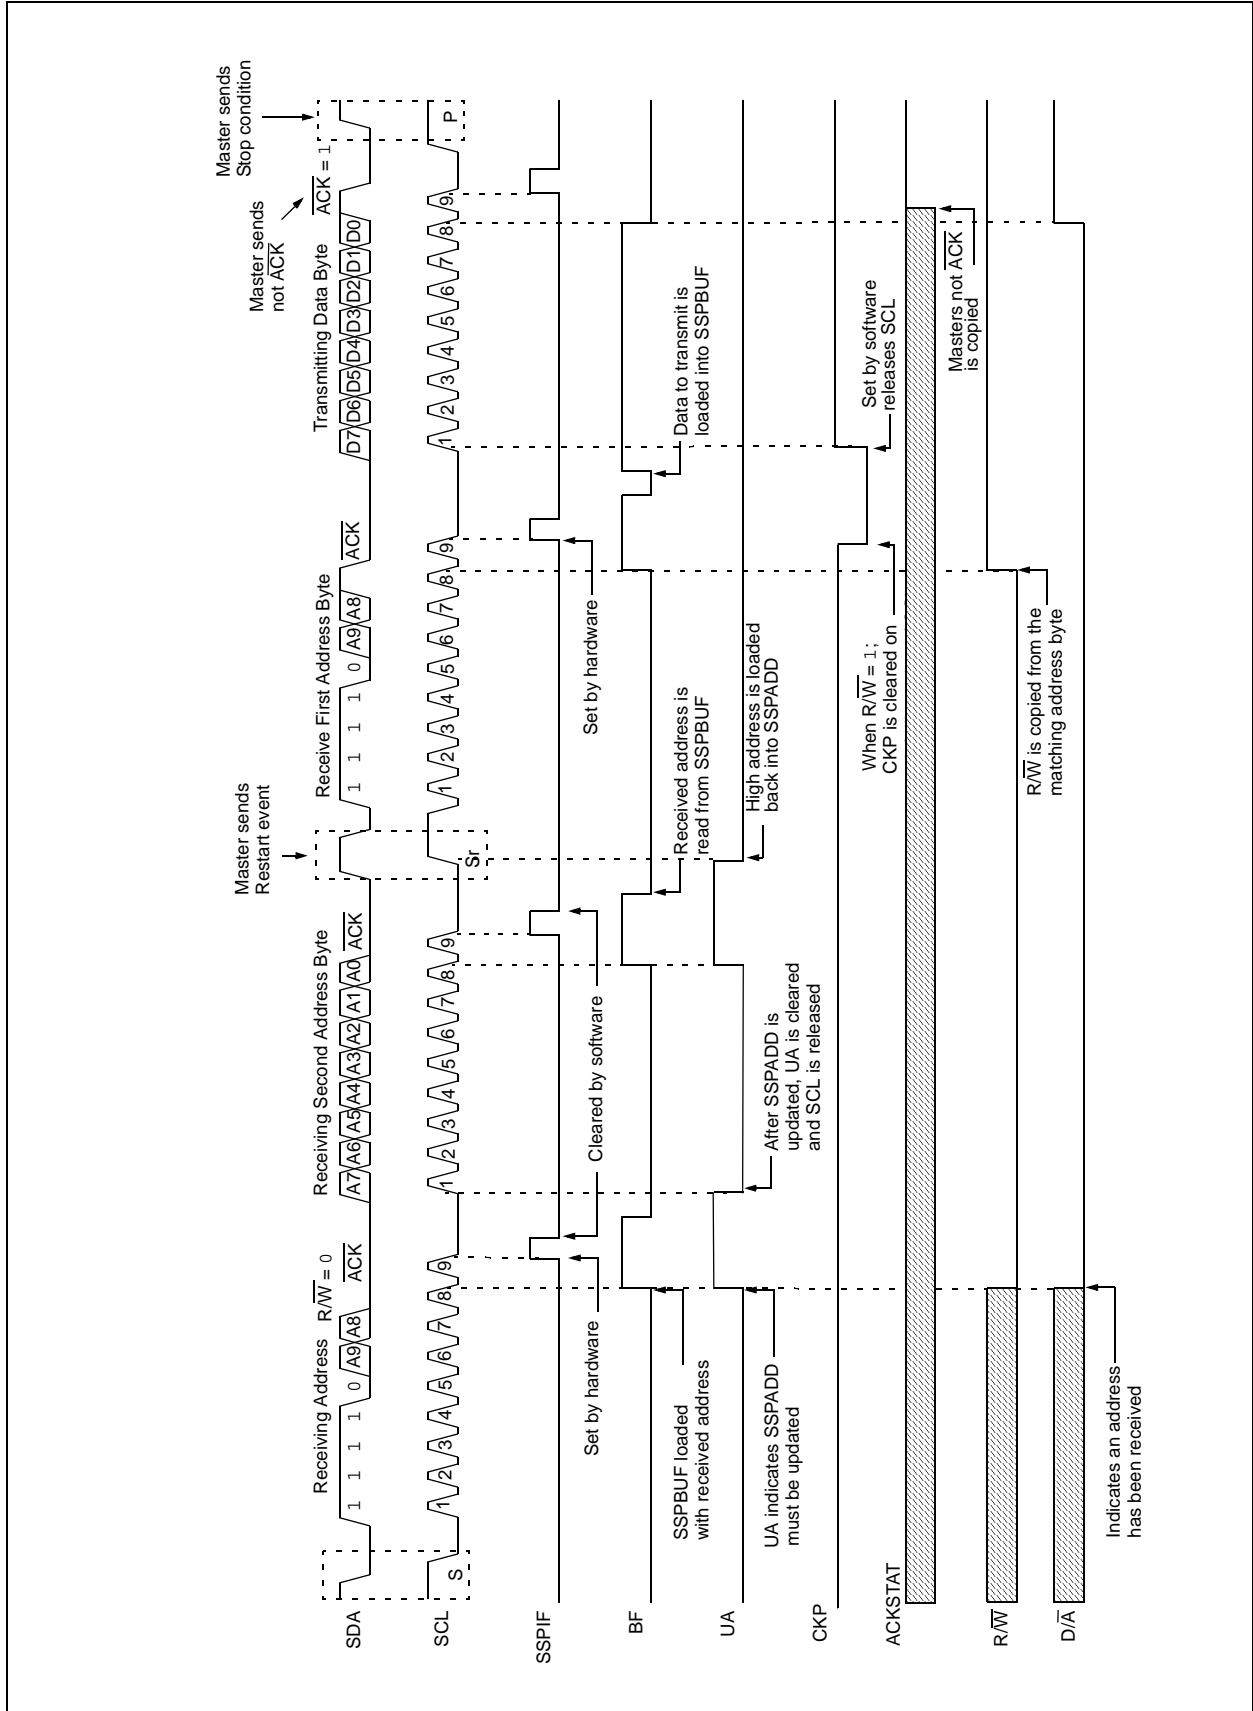 Master sends
Stop condition
Master sends
not ACK
Master sends
Restart event
Receiving Address R/W = 0
Receiving Second Address Byte
Receive First Address Byte
Transmitting Data Byte
ACK = 1
SDA
1 1 1 1 0 A9 A8 ACK
A7 A6 A5 A4 A3 A2 A1 A0 ACK
1 1 1 1 0 A9 A8 ACK
D7 D6 D5 D4 D3 D2 D1 D0
SCL
S
1 2 3 4 5 6 7 8 9
1 2 3 4 5 6 7 8 9
Sr
1 2 3 4 5 6 7 8 9
1 2 3 4 5 6 7 8 9
P
SSPIF
Set by hardware
Cleared by software
Set by hardware
BF
SSPBUF loaded
with received address
Received address is
read from SSPBUF
Data to transmit is
loaded into SSPBUF
UA
UA indicates SSPADD
must be updated
After SSPADD is
updated, UA is cleared
and SCL is released
High address is loaded
back into SSPADD
CKP
When R/W = 1;
CKP is cleared on
Set by software
releases SCL
ACKSTAT
Masters not ACK
is copied
R/W
R/W is copied from the
matching address byte
D/A
Indicates an address
has been received